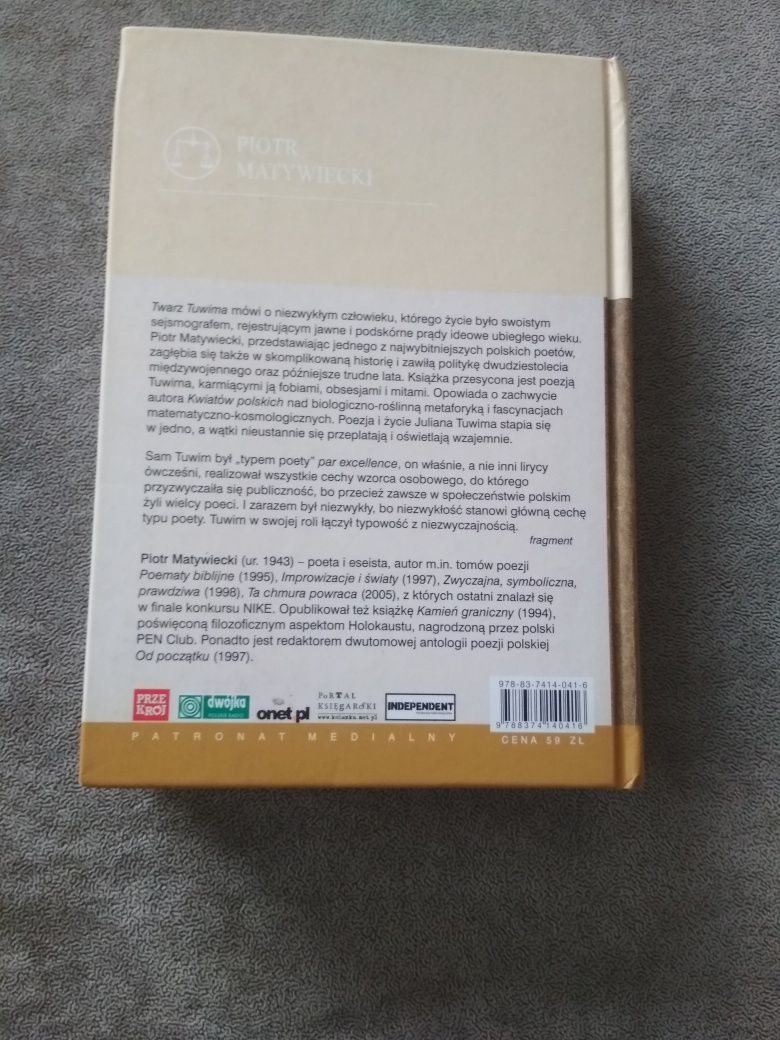 PIOTR
MATYWIECKI
Twarz Tuwima mówi o niezwykłym człowieku, którego życie było swoistym
sejsmografem, rejestrującym jawne i podskórne prądy ideowe ubiegłego wieku.
Piotr Matywiecki, przedstawiając jednego z najwybitniejszych polskich poetów,
zagłębia się także w skomplikowaną historię i zawiłą politykę dwudziestolecia
międzywojennego oraz późniejsze trudne lata. Książka przesycona jest poezją
Tuwima, karmiącymi ją fobiami, obsesjami i mitami. Opowiada o zachwycie
autora Kwiatów polskich nad biologiczno-roślinną metaforyką i fascynacjach
matematyczno-kosmologicznych. Poezja i życie Juliana Tuwima stapia się
w jedno, a wątki nieustannie się przeplatają i oświetlają wzajemnie.
Sam Tuwim był „typem poety” par excellence, on właśnie, a nie inni lirycy
ówcześni, realizował wszystkie cechy wzorca osobowego, do którego
przyzwyczaiła się publiczność, bo przecież zawsze w społeczeństwie polskim
żyli wielcy poeci. I zarazem był niezwykły, bo niezwykłość stanowi główną cechę
typu poety. Tuwim w swojej roli łączył typowość z niezwyczajnością.
fragment
Piotr Matywiecki (ur. 1943) – poeta i eseista, autor m.in. tomów poezji
Poematy biblijne (1995), Improwizacje i światy (1997), Zwyczajna, symboliczna,
prawdziwa (1998), Ta chmura powraca (2005), z których ostatni znalazł się
w finale konkursu NIKE. Opublikował też książkę Kamień graniczny (1994),
poświęconą filozoficznym aspektom Holokaustu, nagrodzoną przez polski
PEN Club. Ponadto jest redaktorem dwutomowej antologii poezji polskiej
Od początku (1997).
978-83-7414-041-6
PRZE
KRÓJ
dwójka
POLSKIE RADIO
onet pl
PoRTAL
KSIĘgARSKI
www.ksiazka.net.pl
INDEPENDENT
9 788374 140416
PATRONAT MEDIALNY
CENA 59 ZŁ